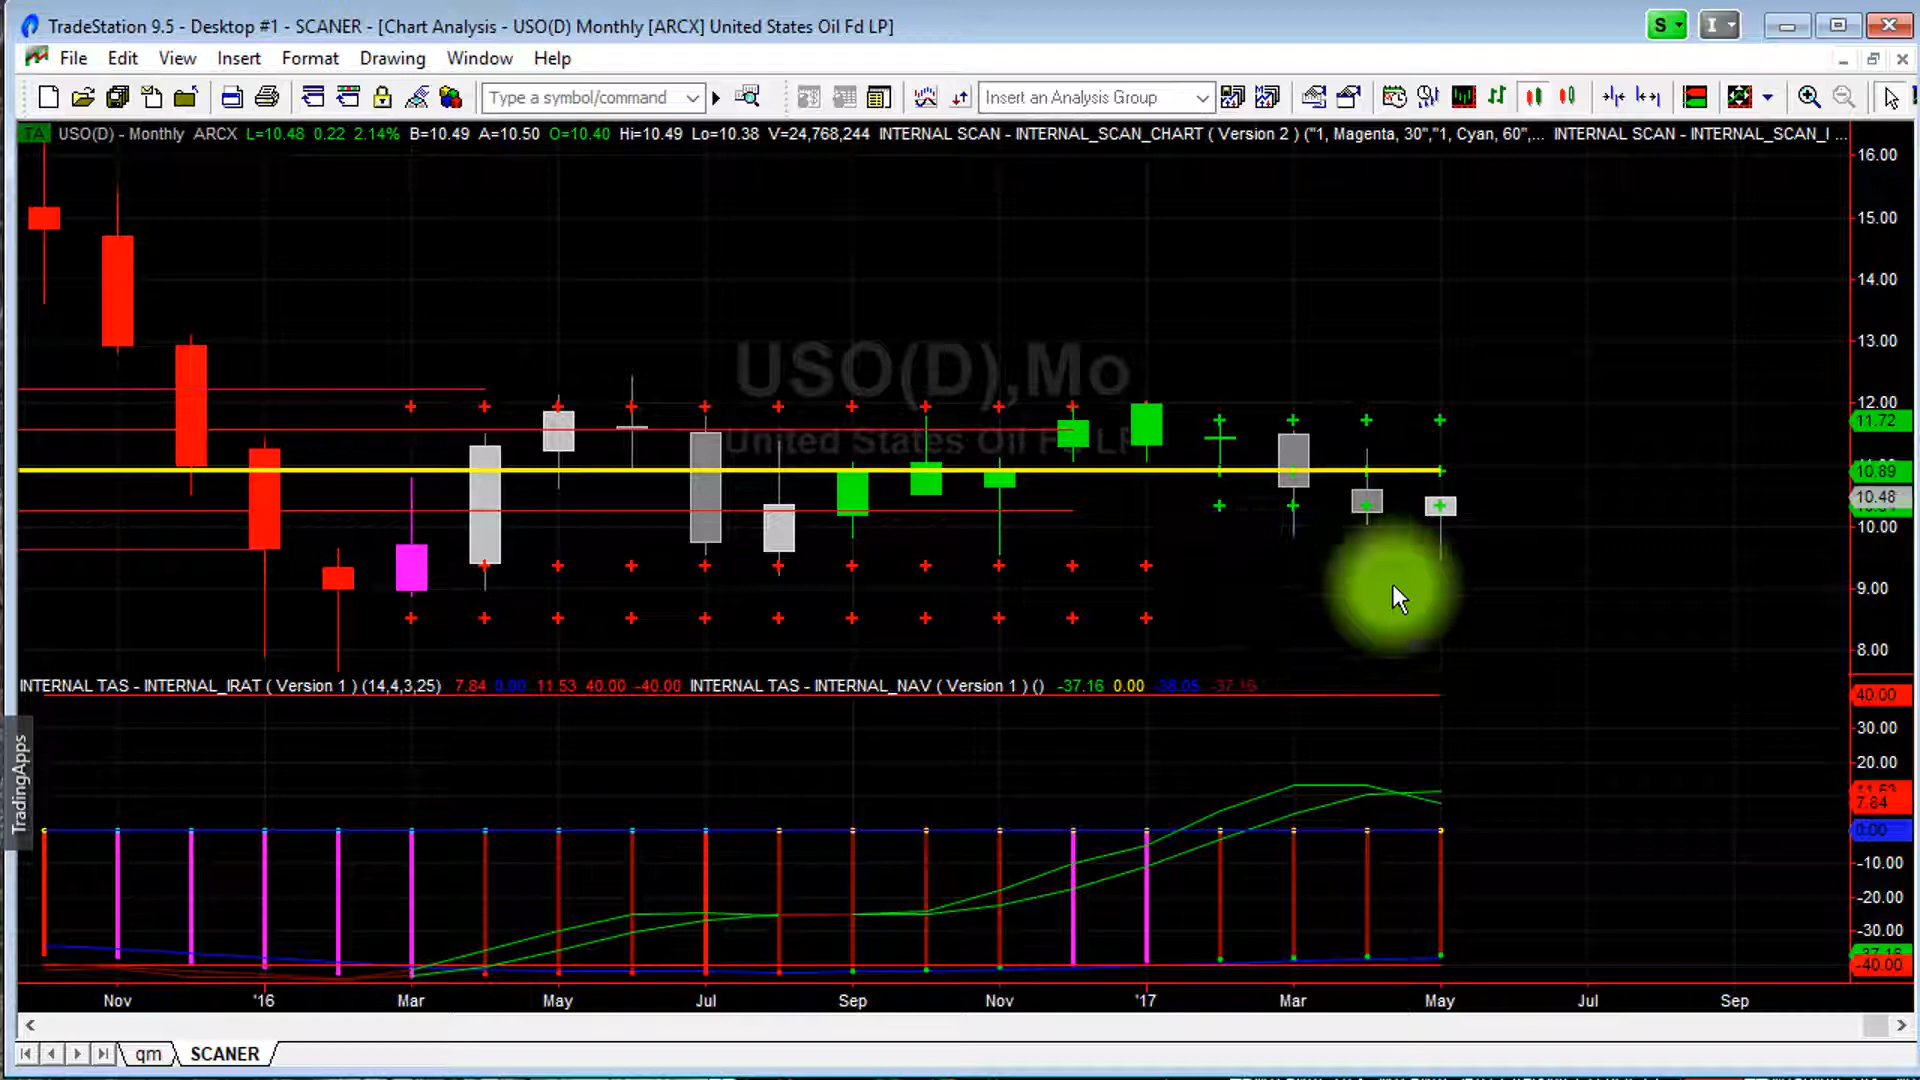 TradeStation 9.5 - Desktop #1 - SCANER - [Chart Analysis - USO(D) Monthly [ARCX] United States Oil Fd LP]
S I
File Edit View Insert Format Drawing Window Help
Type a symbol/command Insert an Analysis Group
TA USO(D) - Monthly ARCX L=10.48 0.22 2.14% B=10.49 A=10.50 O=10.40 Hi=10.49 Lo=10.38 V=24,768,244 INTERNAL SCAN - INTERNAL_SCAN_CHART ( Version 2 ) ("1, Magenta, 30","1, Cyan, 60",... INTERNAL SCAN - INTERNAL_SCAN_I ...
16.00
15.00
14.00
13.00
USO(D),Mo
12.00
11.72
United States Oil Fd LP
10.89
10.48
10.00
9.00
8.00
INTERNAL TAS - INTERNAL_IRAT ( Version 1 ) (14,4,3,25) 7.84 0.00 11.53 40.00 -40.00 INTERNAL TAS - INTERNAL_NAV ( Version 1 ) () -37.16 0.00 -38.05 -37.16
40.00
30.00
TradingApps
20.00
7.84
0.00
-10.00
-20.00
-30.00
-40.00
Nov '16 Mar May Jul Sep Nov '17 Mar May Jul Sep
qm SCANER